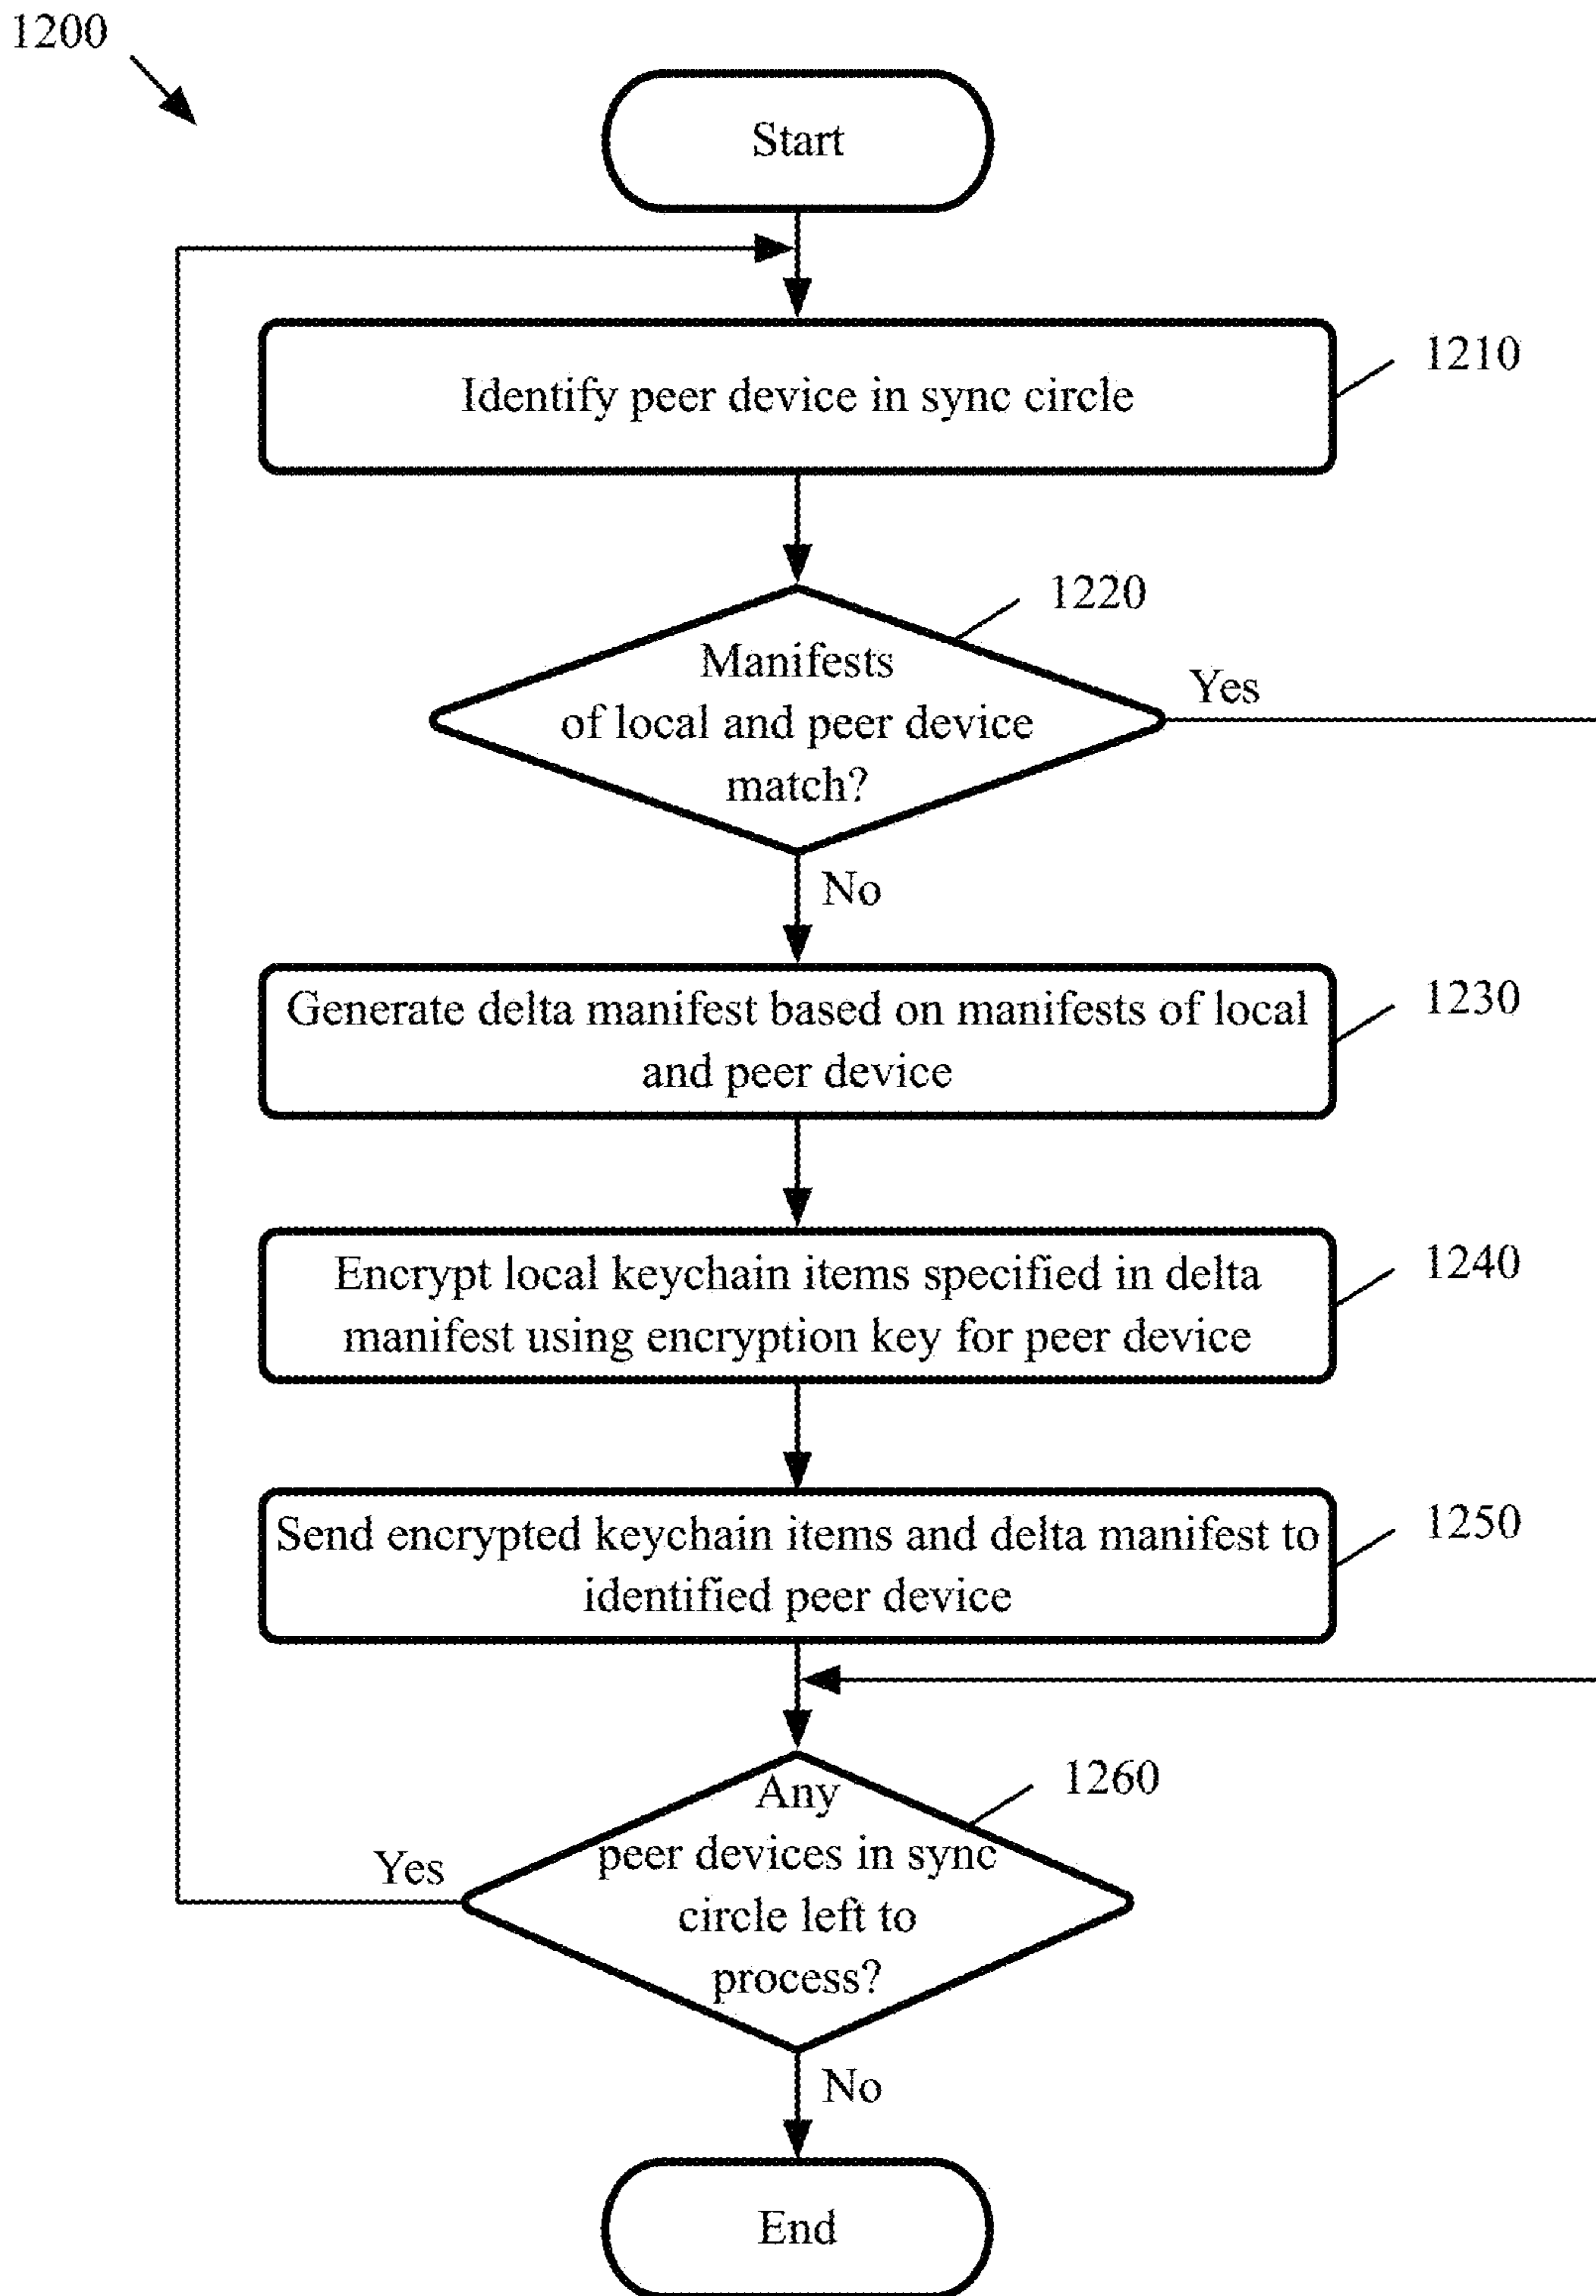 1200
Start
Identify peer device in sync circle
1210
1220
Manifests
of local and peer device
match?
Yes
No
Generate delta manifest based on manifests of local
and peer device
1230
Encrypt local keychain items specified in delta
manifest using encryption key for peer device
1240
Send encrypted keychain items and delta manifest to
identified peer device
1250
1260
Any
peer devices in sync
circle left to
process?
Yes
No
End